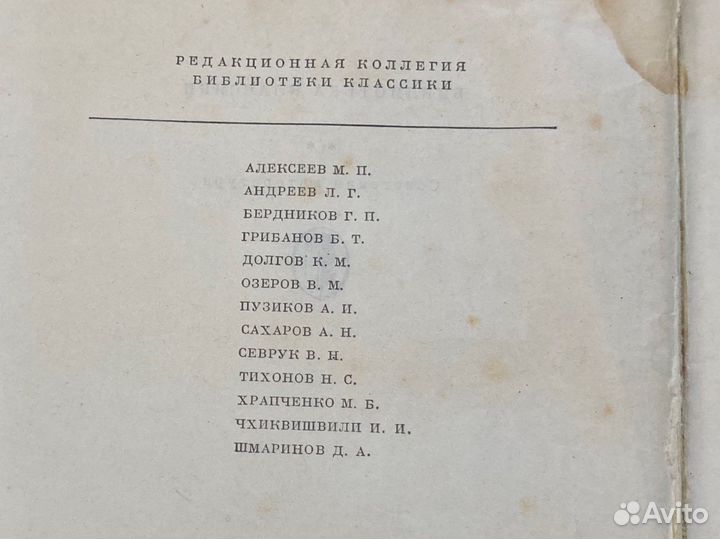 РЕДАКЦИОННАЯ КОЛЛЕГИЯ
БИБЛИОТЕКИ КЛАССИКИ
АЛЕКСЕЕВ М. П.
АНДРЕЕВ Л. Г.
БЕРДНИКОВ Г. П.
ГРИБАНОВ Б. Т.
ДОЛГОВ К. М.
ОЗЕРОВ В. М.
ПУЗИКОВ А. И.
САХАРОВ А. Н.
СЕВРУК В. Н.
ТИХОНОВ Н. С.
ХРАПЧЕНКО М. Б.
ЧХИКВИШВИЛИ И. И.
ШМАРИНОВ Д. А.
Avito